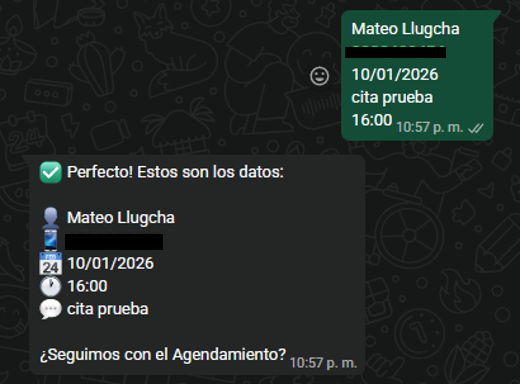 Mateo Llugcha
10/01/2026
cita prueba
16:00 10:57 p. m.
✅ Perfecto! Estos son los datos:
👤 Mateo Llugcha
📱
📅 10/01/2026
🕐 16:00
💬 cita prueba
¿Seguimos con el Agendamiento? 10:57 p. m.